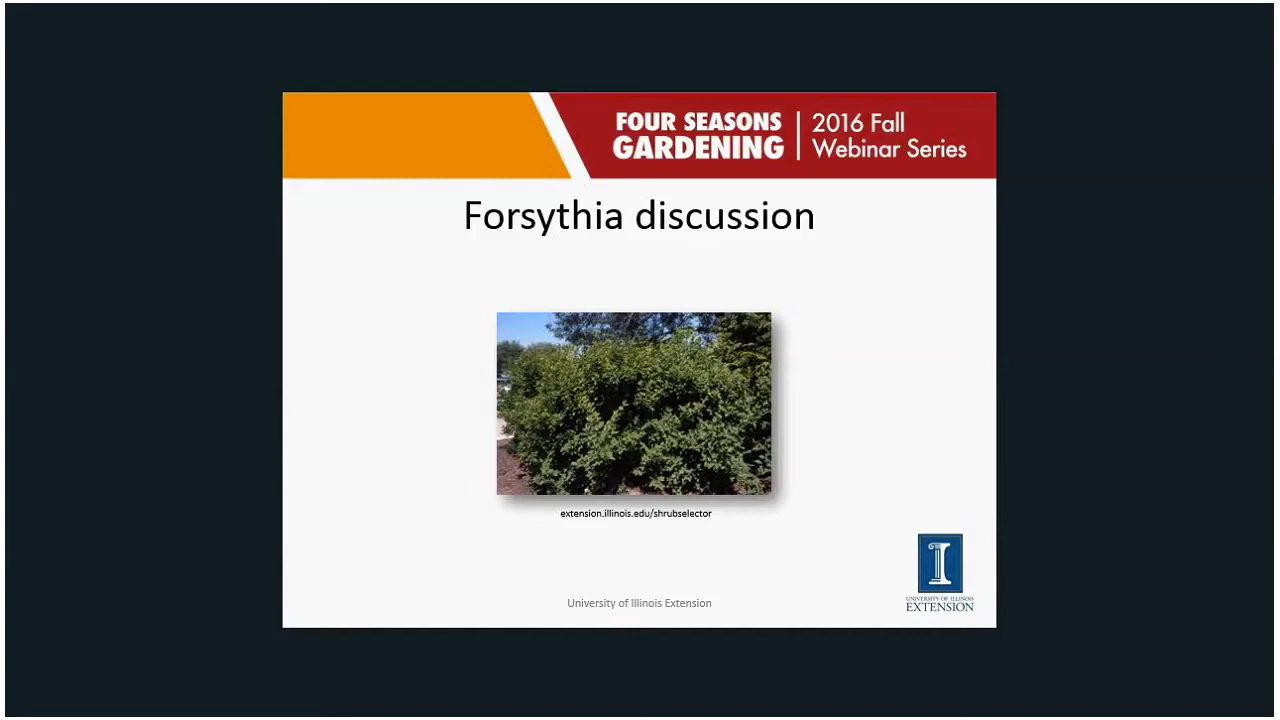 FOUR SEASONS
GARDENING
2016 Fall
Webinar Series
Forsythia discussion
extension.illinois.edu/shrubselector
University of Illinois Extension
I
UNIVERSITY OF ILLINOIS
EXTENSION